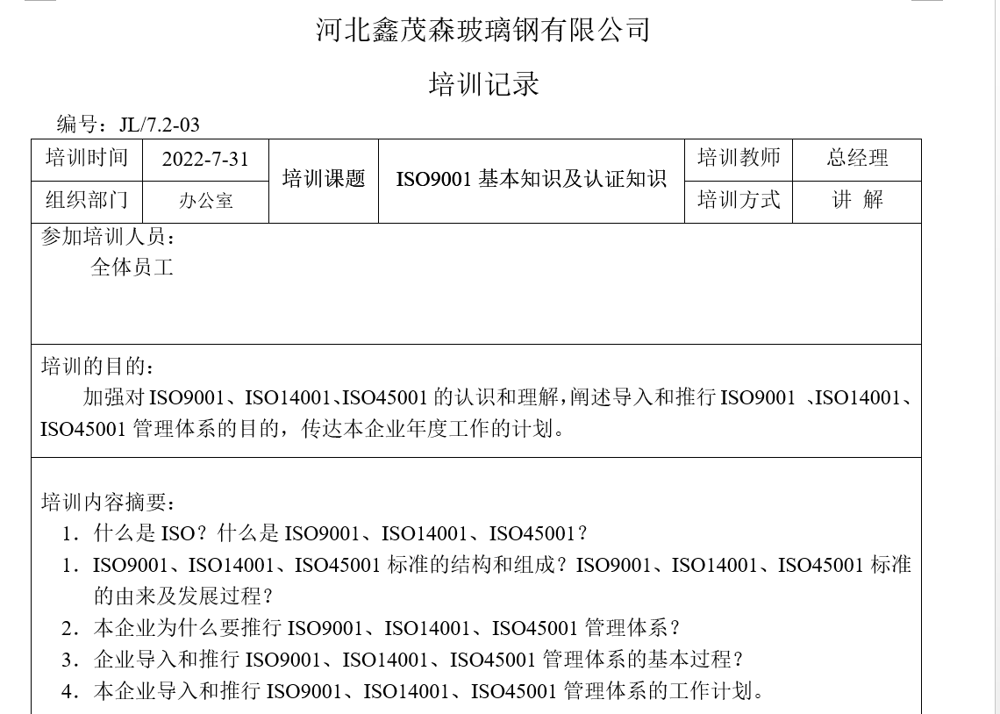 河北鑫茂森玻璃钢有限公司
培训记录
编号：JL/7.2-03
培训时间 2022-7-31 培训课题 ISO9001 基本知识及认证知识 培训教师 总经理
组织部门 办公室 培训方式 讲 解
参加培训人员：
全体员工
培训的目的：
加强对 ISO9001、ISO14001、ISO45001 的认识和理解，阐述导入和推行 ISO9001 、ISO14001、
ISO45001 管理体系的目的，传达本企业年度工作的计划。
培训内容摘要：
1．什么是 ISO？什么是 ISO9001、ISO14001、ISO45001？
1．ISO9001、ISO14001、ISO45001 标准的结构和组成？ISO9001、ISO14001、ISO45001 标准
的由来及发展过程？
2．本企业为什么要推行 ISO9001、ISO14001、ISO45001 管理体系？
3．企业导入和推行 ISO9001、ISO14001、ISO45001 管理体系的基本过程？
4．本企业导入和推行 ISO9001、ISO14001、ISO45001 管理体系的工作计划。